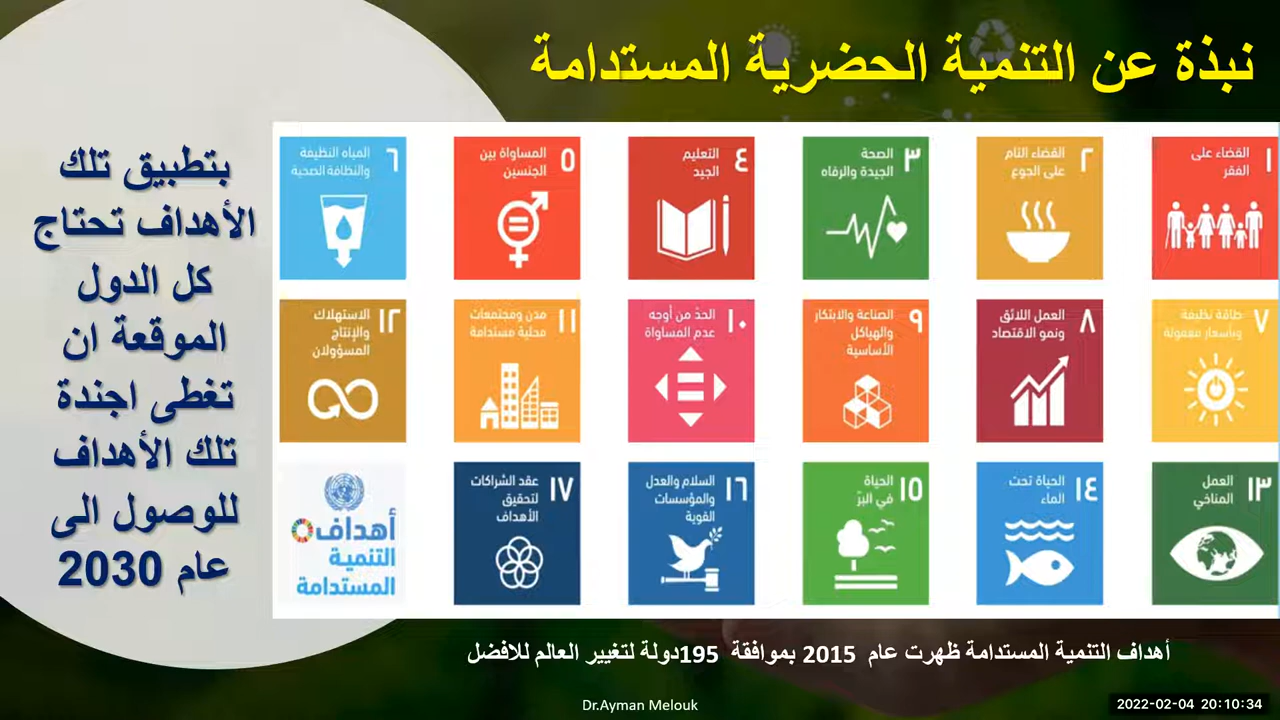 نبذة عن التنمية الحضرية المستدامة
١
القضاء على
الفقر
٢
القضاء التام
على الجوع
٣
الصحة
الجيدة والرفاه
٤
التعليم
الجيد
٥
المساواة بين
الجنسين
٦
المياه النظيفة
والنظافة الصحية
٧
طاقة نظيفة
وبأسعار معقولة
٨
العمل اللائق
ونمو الاقتصاد
٩
الصناعة والابتكار
والهياكل
الأساسية
١٠
الحدّ من أوجه
عدم المساواة
١١
مدن ومجتمعات
محلية مستدامة
١٢
الاستهلاك
والإنتاج
المسؤولان
١٣
العمل
المناخي
١٤
الحياة تحت
الماء
١٥
الحياة
في البرّ
١٦
السلام والعدل
والمؤسسات
القوية
١٧
عقد الشراكات
لتحقيق
الأهداف
أهداف
التنمية
المستدامة
بتطبيق تلك
الأهداف تحتاج
كل الدول
الموقعة ان
تغطى اجندة
تلك الأهداف
للوصول الى
عام 2030
أهداف التنمية المستدامة ظهرت عام 2015 بموافقة 195دولة لتغيير العالم للافضل
Dr.Ayman Melouk
2022-02-04 20:10:34